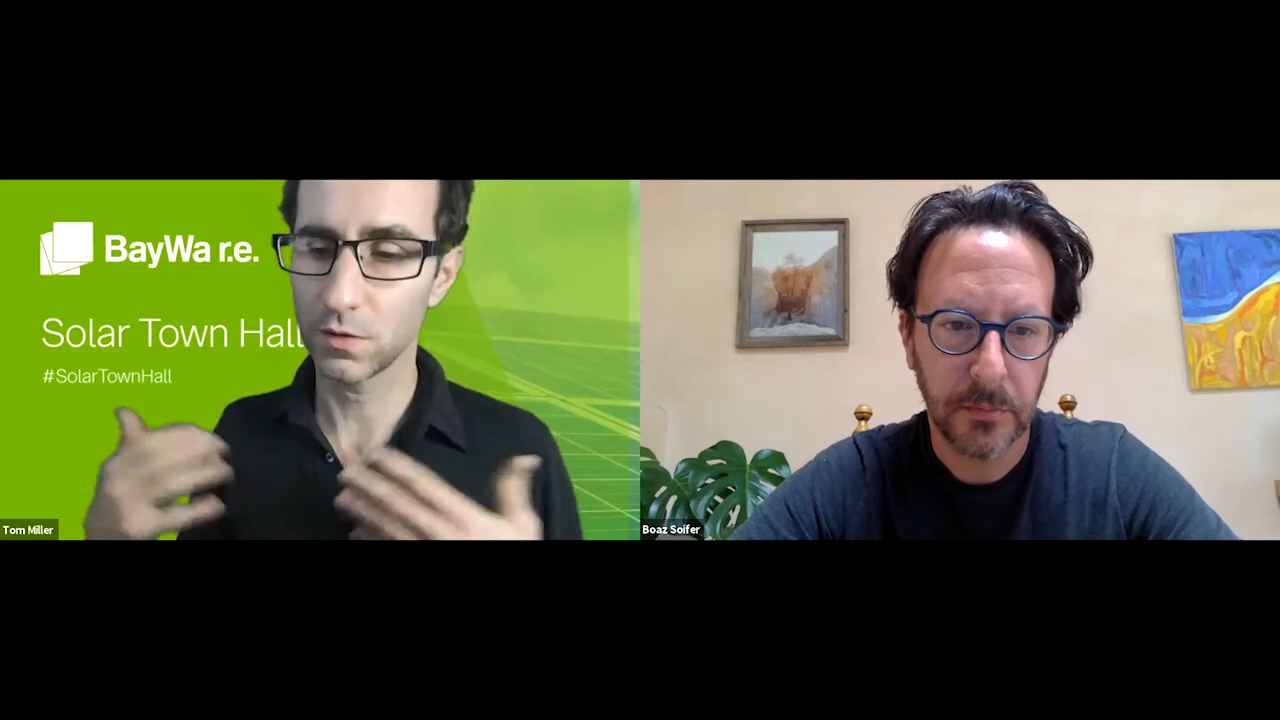 BayWa r.e.
Solar Town Hall
#SolarTownHall
Tom Miller
Boaz Soifer